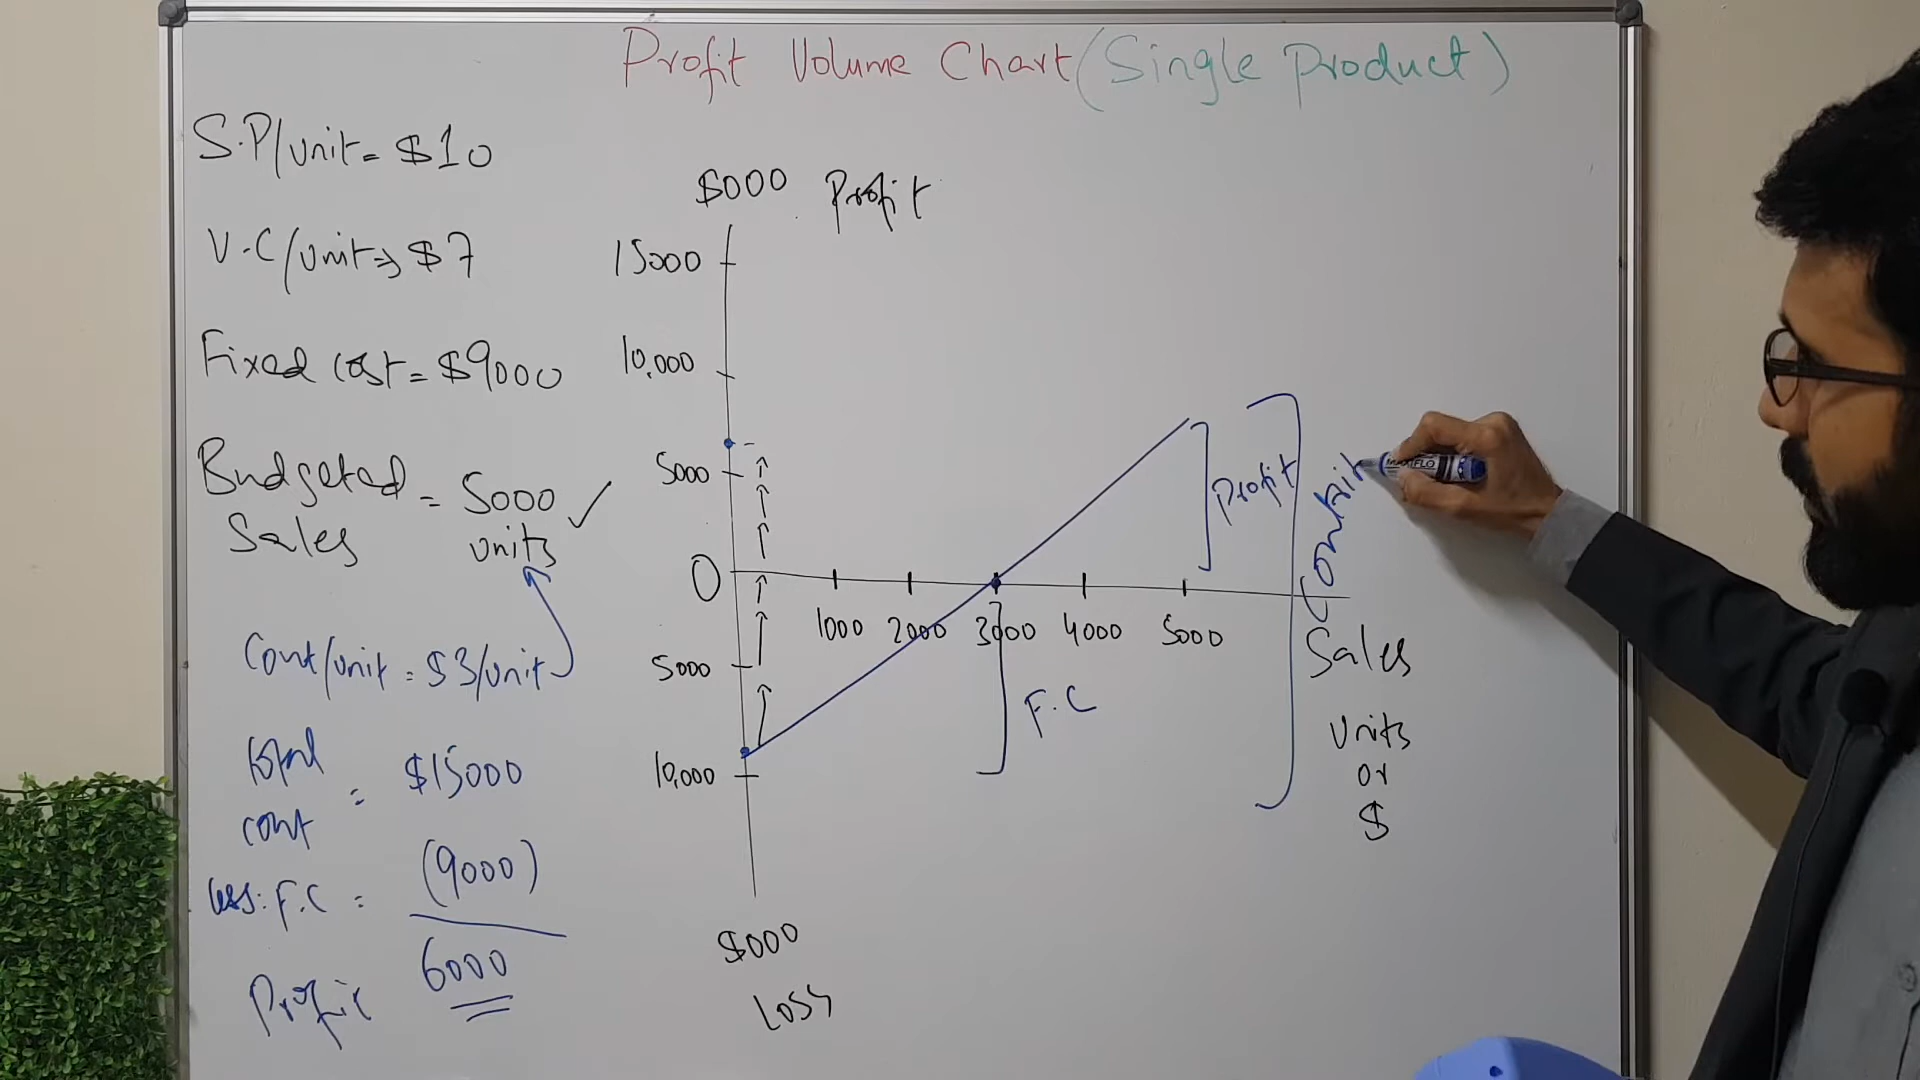 Profit Volume Chart (Single Product)
S.P/unit = $10
V.C/unit => $7
Fixed cost = $9000
Budgeted Sales = 5000 units ✓
Cont/unit = $3/unit
total cont = $15000
less: F.C = (9000)
Profit 6000
$000 Profit
15000
10,000
5000
0
5000
10,000
$000
Loss
1000 2000 3000 4000 5000
F.C
Profit
Contri
Sales
units
or
$
FLO